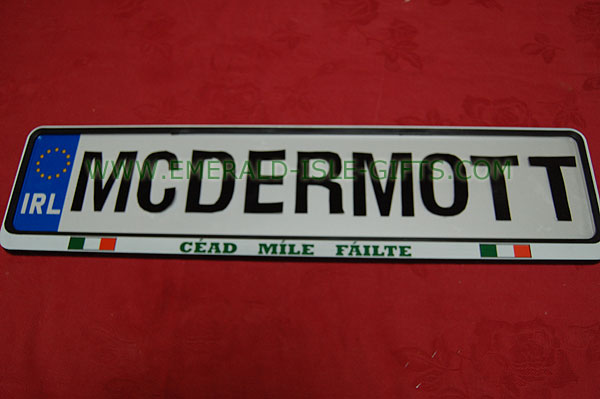 IRL MCDERMOTT
WWW.EMERALD-ISLE-GIFTS.COM
CÉAD MÍLE FÁILTE